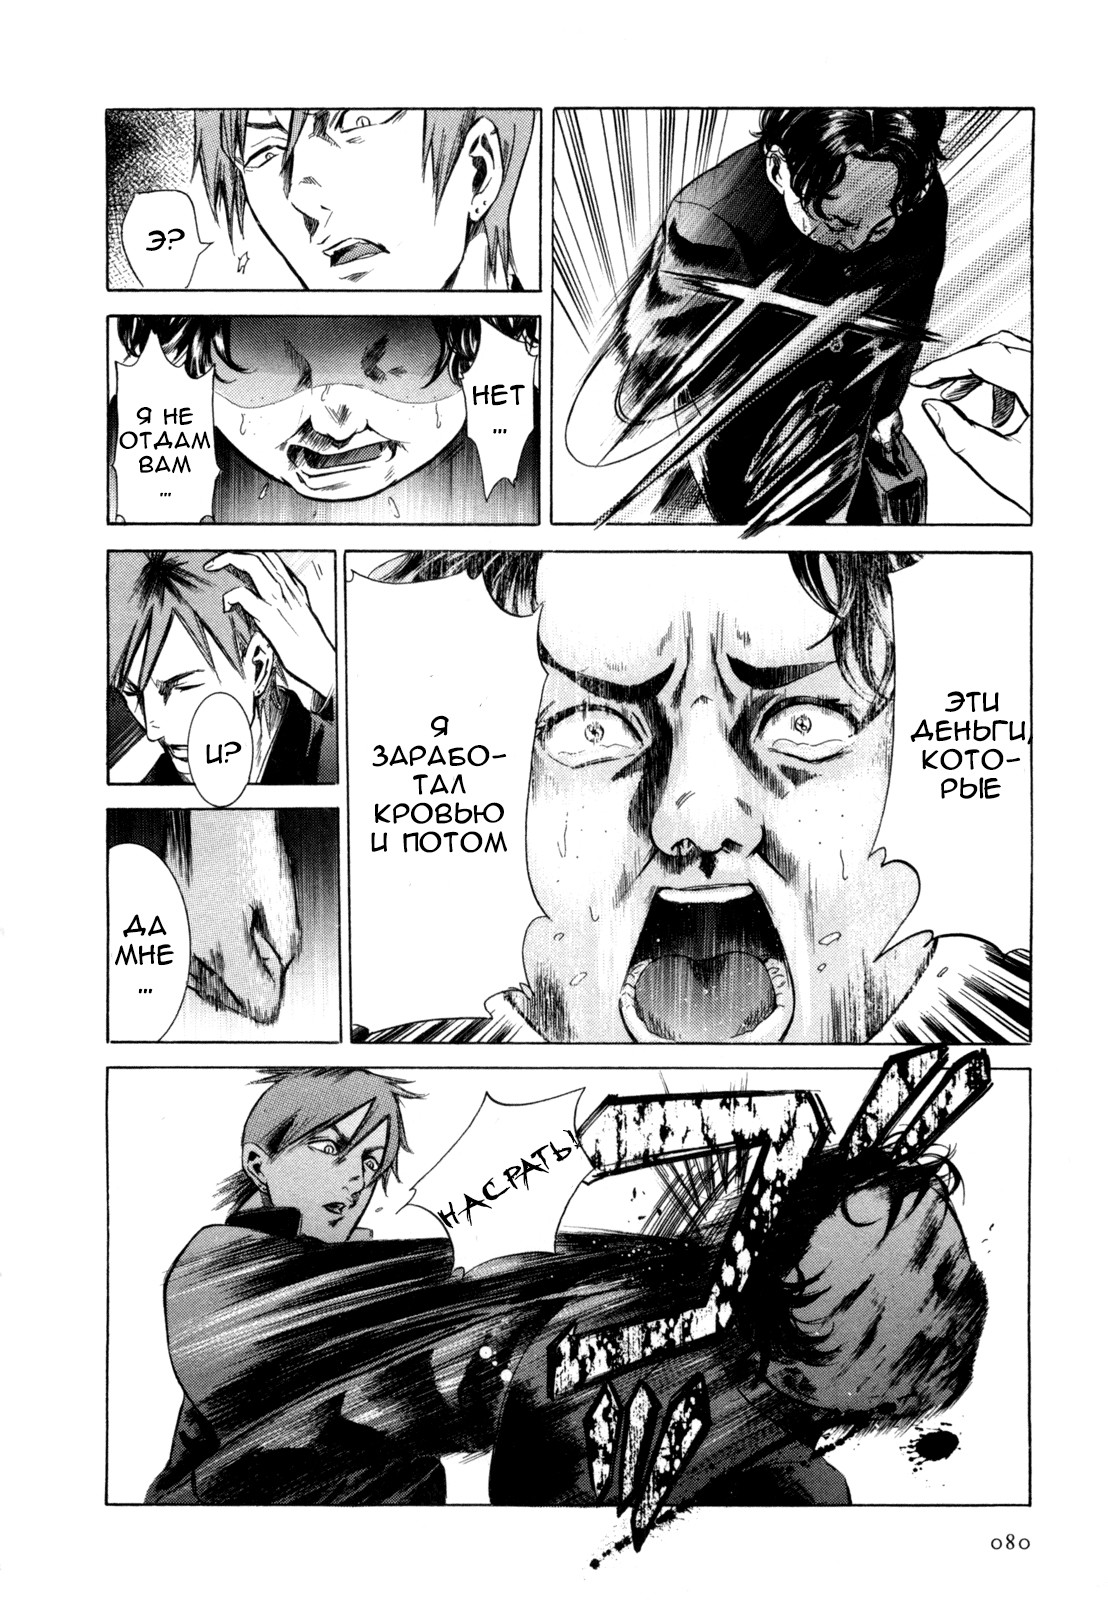 Э?
НЕТ
...
Я НЕ
ОТДАМ
ВАМ
...
ЭТИ
ДЕНЬГИ,
КОТО-
РЫЕ
Я
ЗАРАБО-
ТАЛ
КРОВЬЮ
И ПОТОМ
И?
ДА
МНЕ
...
НАСРАТЬ!
080